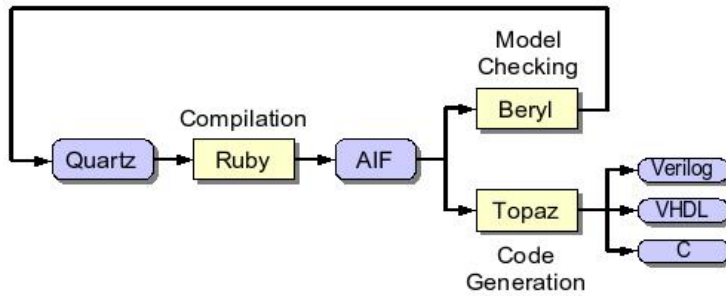 Model
Checking
Beryl
Compilation
Quartz
Ruby
AIF
Verilog
Topaz
VHDL
C
Code
Generation